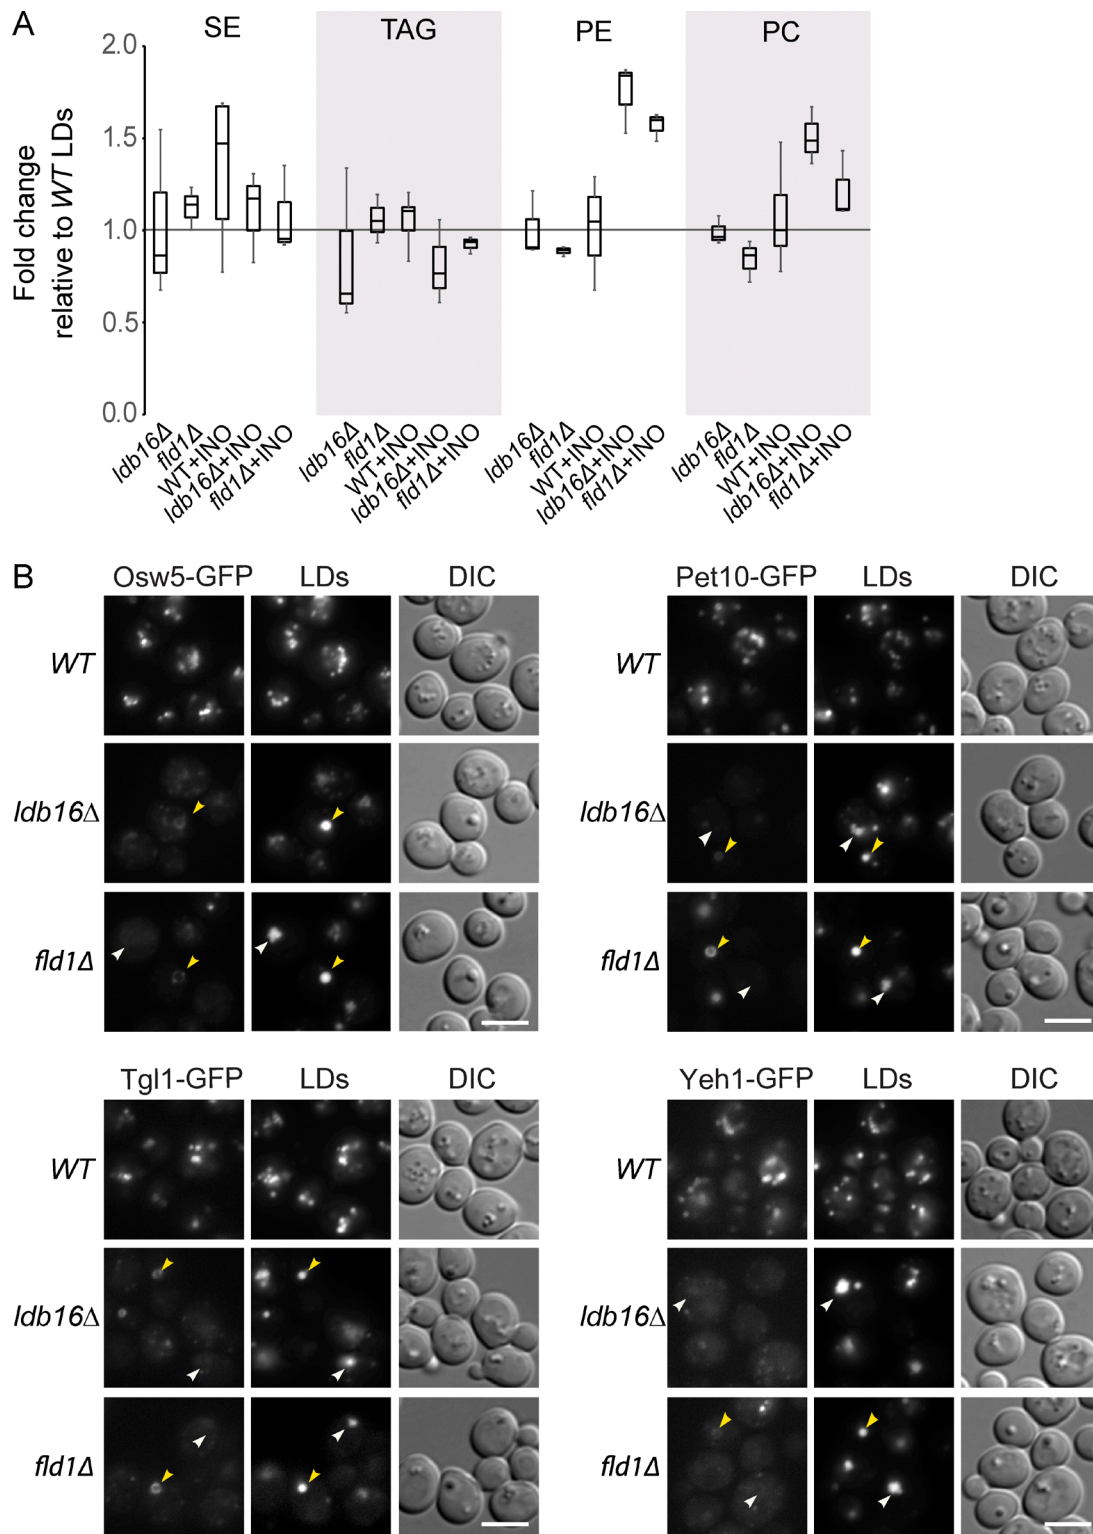 A
SE TAG PE PC
Fold change
relative to WT LDs
2.0
1.5
1.0
0.5
0.0
ldb16Δ fld1Δ WT+INO ldb16Δ+INO fld1Δ+INO ldb16Δ fld1Δ WT+INO ldb16Δ+INO fld1Δ+INO ldb16Δ fld1Δ WT+INO ldb16Δ+INO fld1Δ+INO ldb16Δ fld1Δ WT+INO ldb16Δ+INO fld1Δ+INO
B
Osw5-GFP LDs DIC Pet10-GFP LDs DIC
WT WT
ldb16Δ ldb16Δ
fld1Δ fld1Δ
Tgl1-GFP LDs DIC Yeh1-GFP LDs DIC
WT WT
ldb16Δ ldb16Δ
fld1Δ fld1Δ